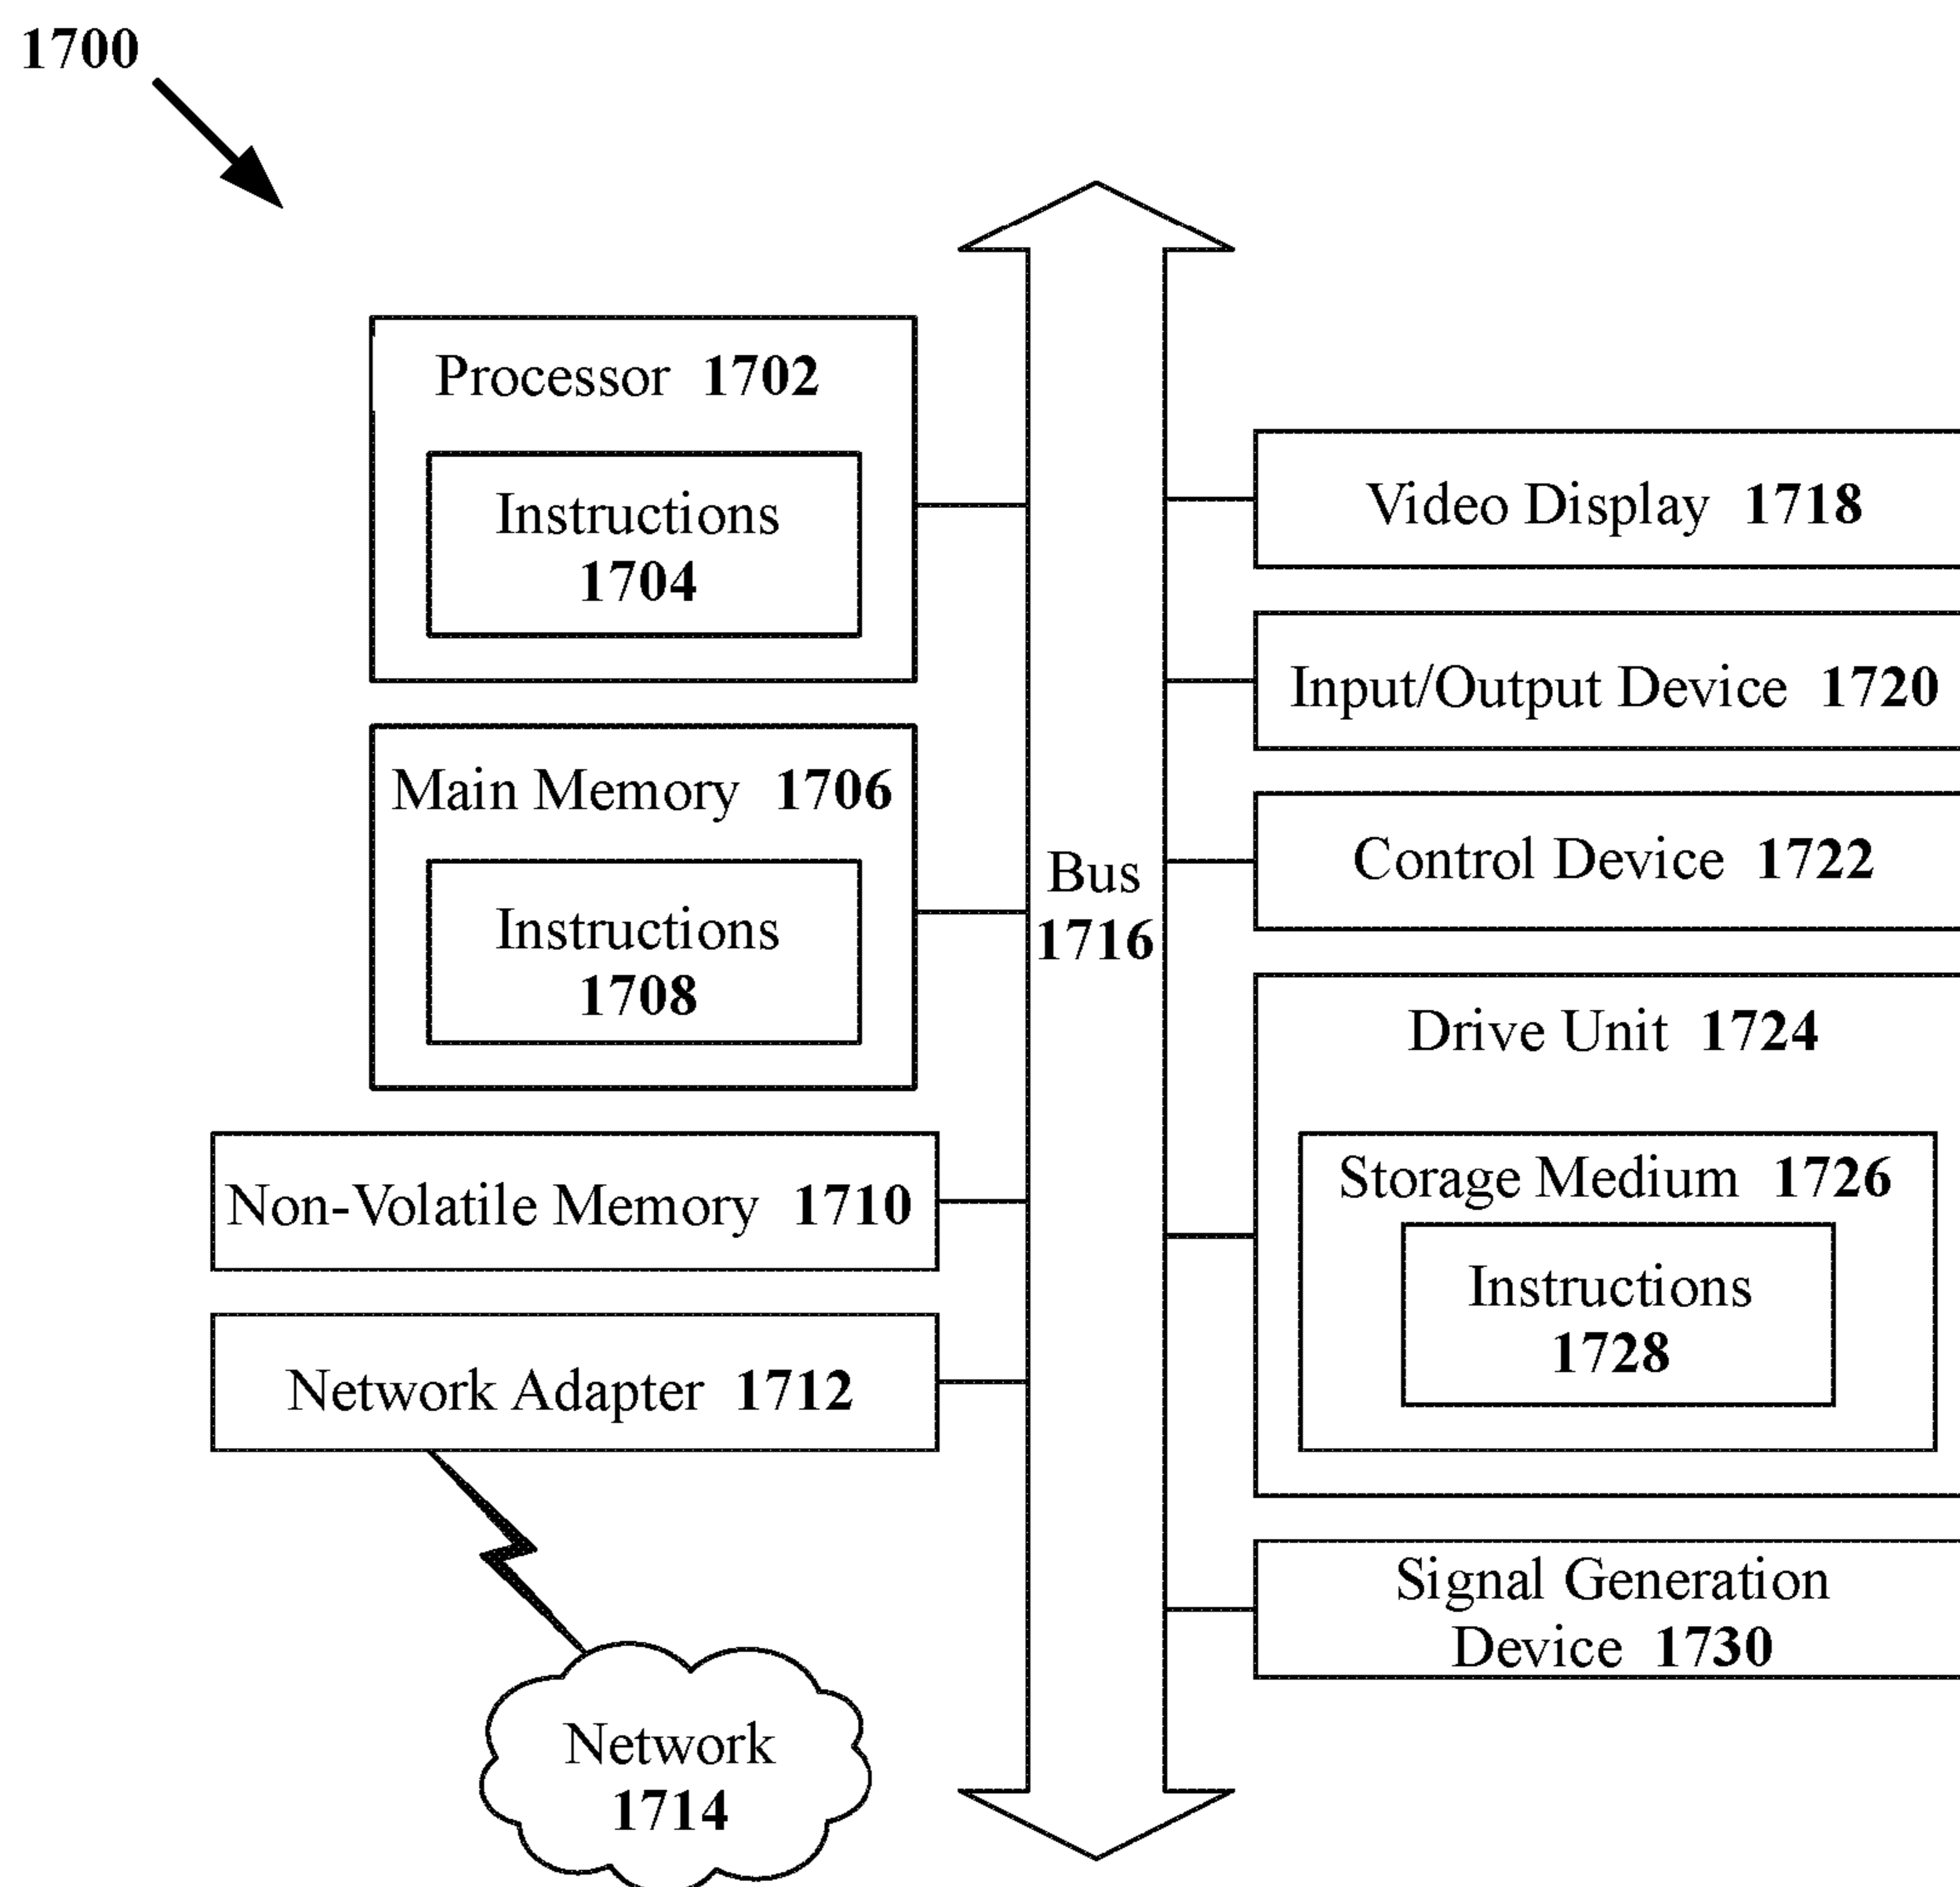 1700
Processor 1702
Instructions
1704
Main Memory 1706
Instructions
1708
Non-Volatile Memory 1710
Network Adapter 1712
Network
1714
Bus
1716
Video Display 1718
Input/Output Device 1720
Control Device 1722
Drive Unit 1724
Storage Medium 1726
Instructions
1728
Signal Generation
Device 1730